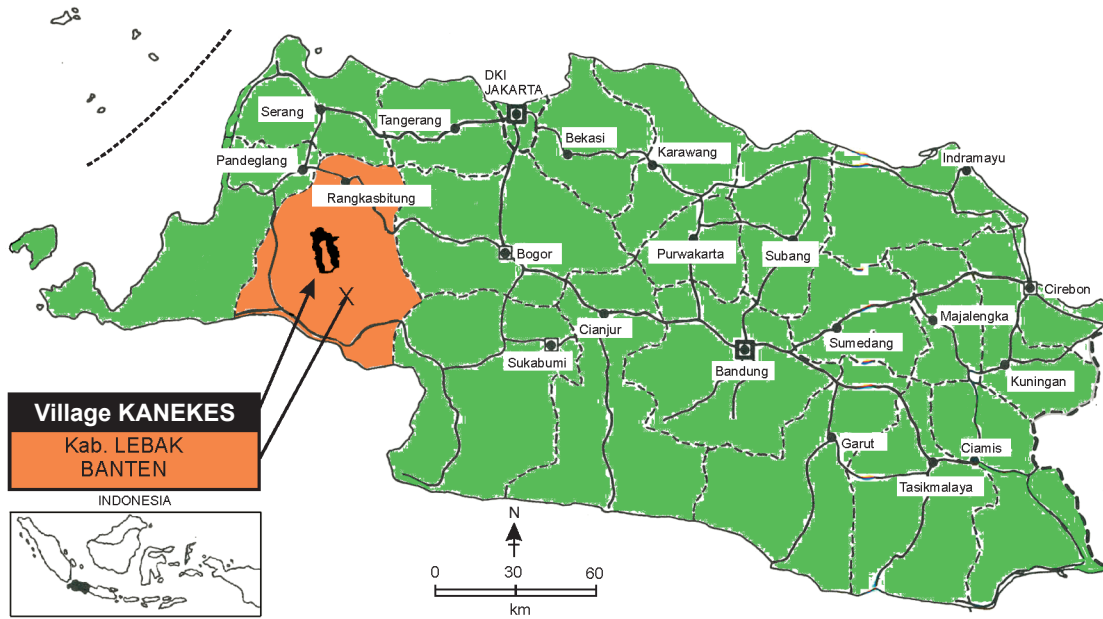 DKI
JAKARTA
Serang
Tangerang
Bekasi
Pandeglang
Karawang
Indramayu
Rangkasbitung
Bogor
Purwakarta
Subang
Cirebon
Cianjur
Majalengka
Sukabumi
Sumedang
Bandung
Kuningan
Village KANEKES
Kab. LEBAK
BANTEN
Garut
Ciamis
Tasikmalaya
INDONESIA
N
0 30 60
km
X